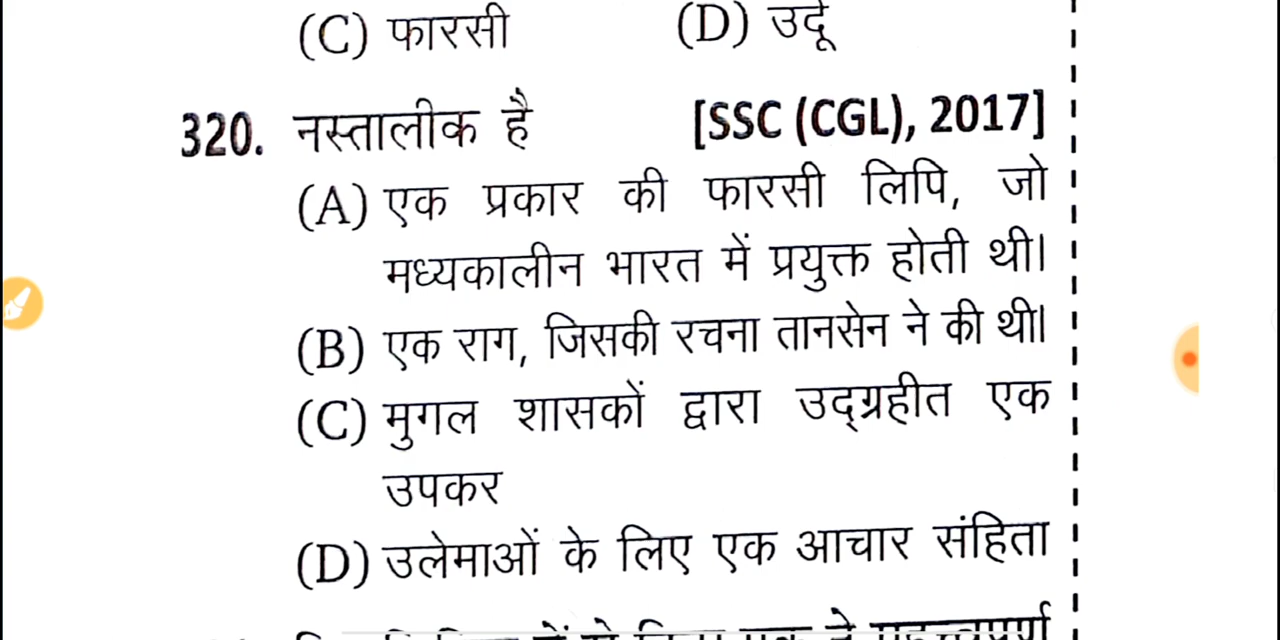 (C) फारसी (D) उर्दू
320. नस्तालीक है [SSC (CGL), 2017]
(A) एक प्रकार की फारसी लिपि, जो
मध्यकालीन भारत में प्रयुक्त होती थी।
(B) एक राग, जिसकी रचना तानसेन ने की थी।
(C) मुगल शासकों द्वारा उद्ग्रहीत एक
उपकर
(D) उलेमाओं के लिए एक आचार संहिता